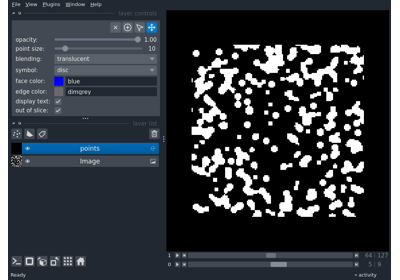 File View Plugins Window Help
layer controls
opacity: 1.00
point size: 10
blending: translucent
symbol: disc
face color: blue
edge color: dimgrey
display text:
out of slice:
layer list
points
Image
1 64 127
0 5 9
Ready
activity